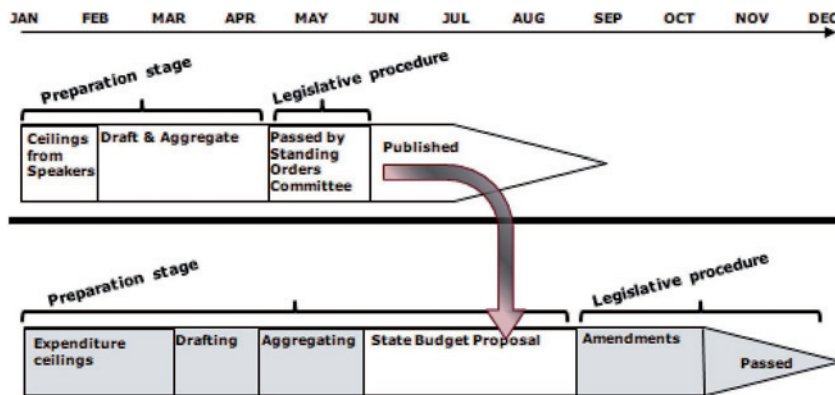 JAN FEB MAR APR MAY JUN JUL AUG SEP OCT NOV DEC
Preparation stage
Legislative procedure
Ceilings
from
Speakers
Draft & Aggregate
Passed by
Standing
Orders
Committee
Published
Preparation stage
Legislative procedure
Expenditure
ceilings
Drafting
Aggregating
State Budget Proposal
Amendments
Passed